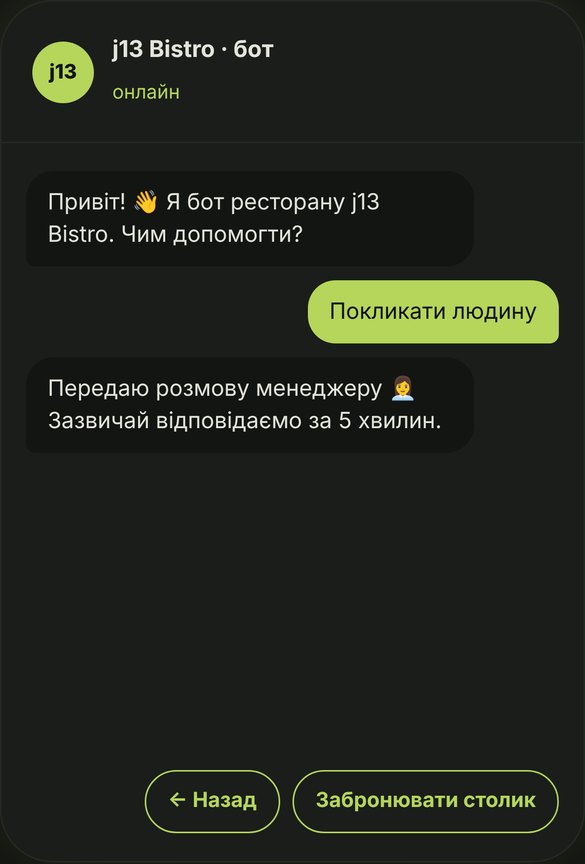 j13
j13 Bistro · бот
онлайн
Привіт! 👋 Я бот ресторану j13
Bistro. Чим допомогти?
Покликати людину
Передаю розмову менеджеру 👩‍💼
Зазвичай відповідаємо за 5 хвилин.
← Назад
Забронювати столик